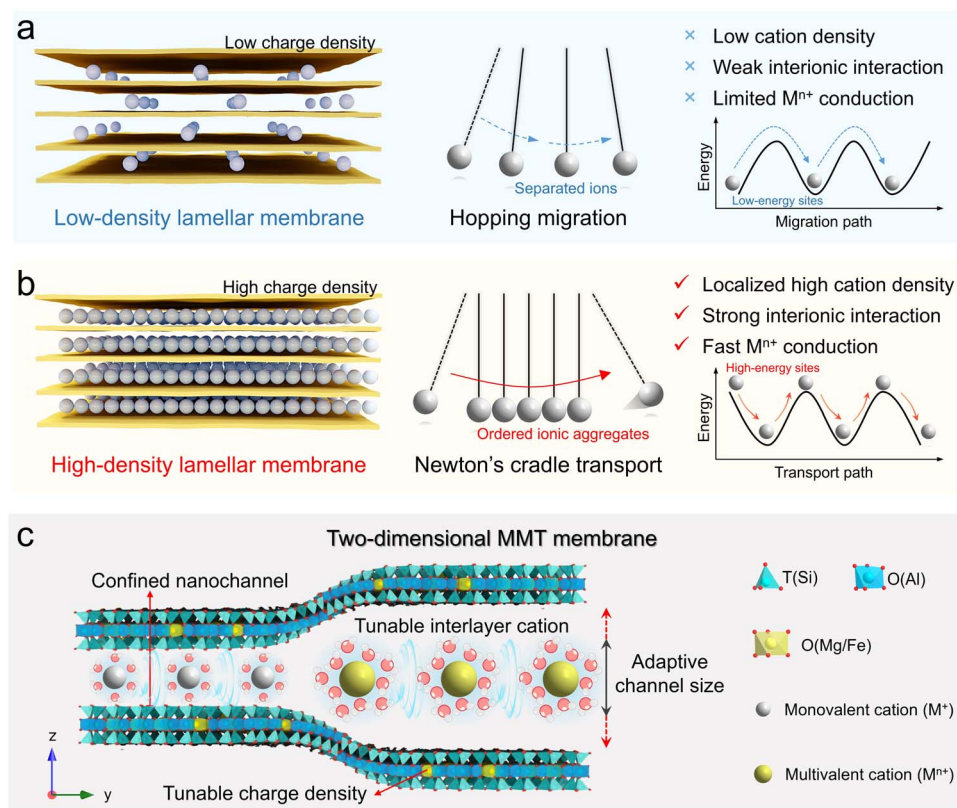 a
Low charge density
Low-density lamellar membrane
Separated ions
Hopping migration
× Low cation density
× Weak interionic interaction
× Limited Mⁿ⁺ conduction
Energy
Low-energy sites
Migration path
b
High charge density
High-density lamellar membrane
Ordered ionic aggregates
Newton's cradle transport
✓ Localized high cation density
✓ Strong interionic interaction
✓ Fast Mⁿ⁺ conduction
High-energy sites
Energy
Transport path
c
Two-dimensional MMT membrane
Confined nanochannel
Tunable interlayer cation
Adaptive
channel size
Tunable charge density
z
y
T(Si)
O(Al)
O(Mg/Fe)
Monovalent cation (M⁺)
Multivalent cation (Mⁿ⁺)